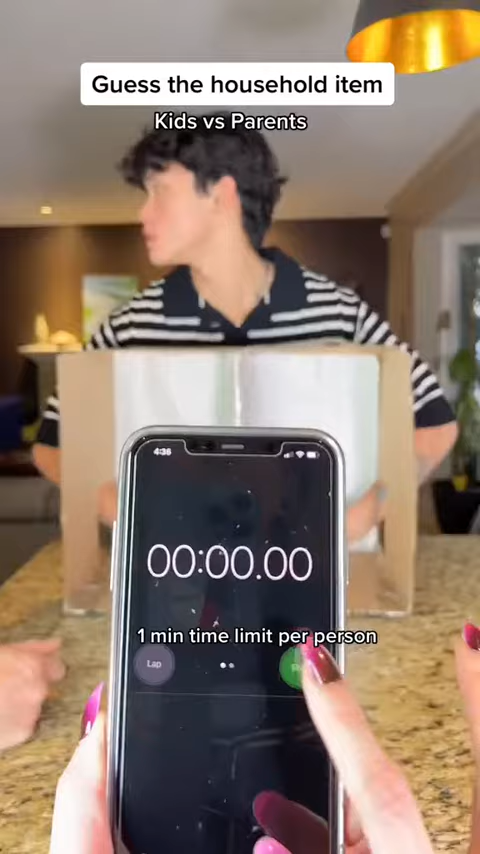 Guess the household item
Kids vs Parents
4:36
00:00.00
1 min time limit per person
Lap